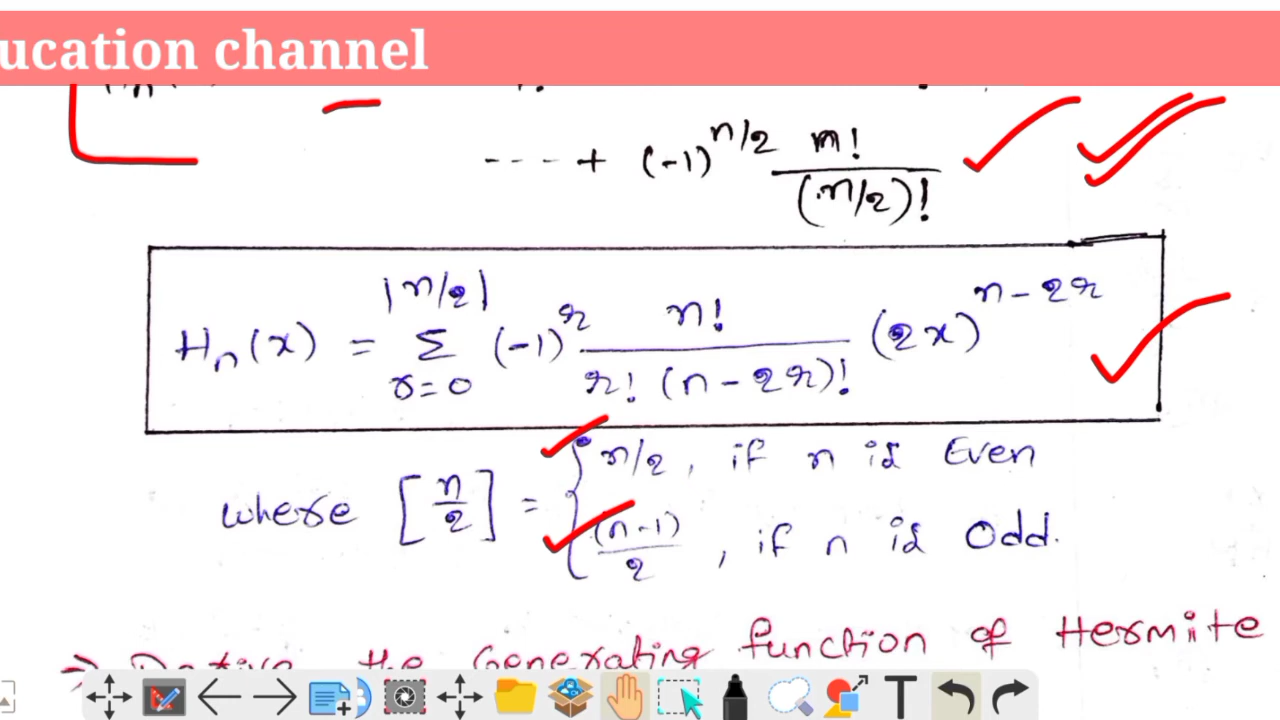 ucation channel
---- + (-1)^{n/2} n! / (n/2)!
H_n(x) = Σ_{r=0}^{|n/2|} (-1)^r n! / r! (n-2r)! (2x)^{n-2r}
where [n/2] = { n/2, if n is Even
(n-1)/2, if n is Odd.
⇒ Derive the Generating function of Hermite
T